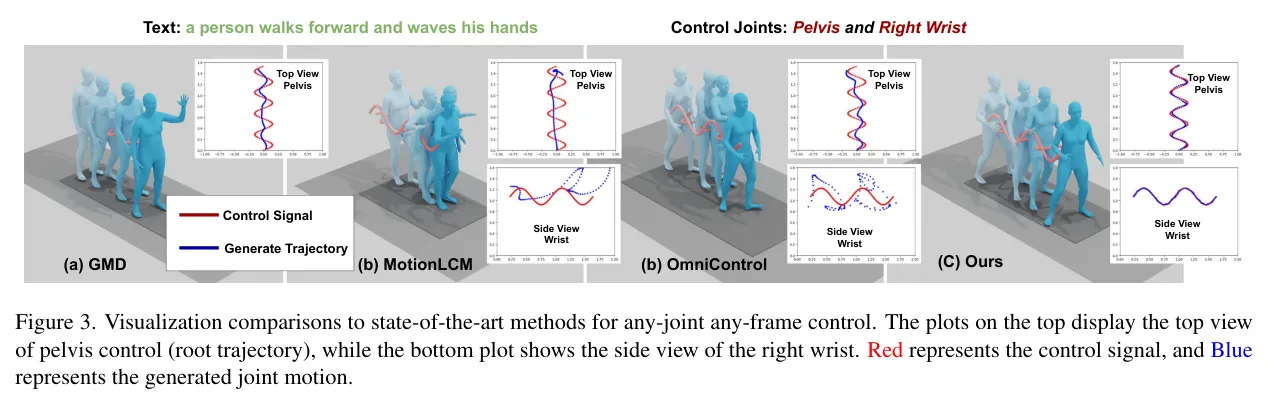 Text: a person walks forward and waves his hands
Control Joints: Pelvis and Right Wrist
Top View
Pelvis
Top View
Pelvis
Top View
Pelvis
Top View
Pelvis
Control Signal
Generate Trajectory
Side View
Wrist
Side View
Wrist
Side View
Wrist
(a) GMD
(b) MotionLCM
(b) OmniControl
(C) Ours
Figure 3. Visualization comparisons to state-of-the-art methods for any-joint any-frame control. The plots on the top display the top view
of pelvis control (root trajectory), while the bottom plot shows the side view of the right wrist. Red represents the control signal, and Blue
represents the generated joint motion.